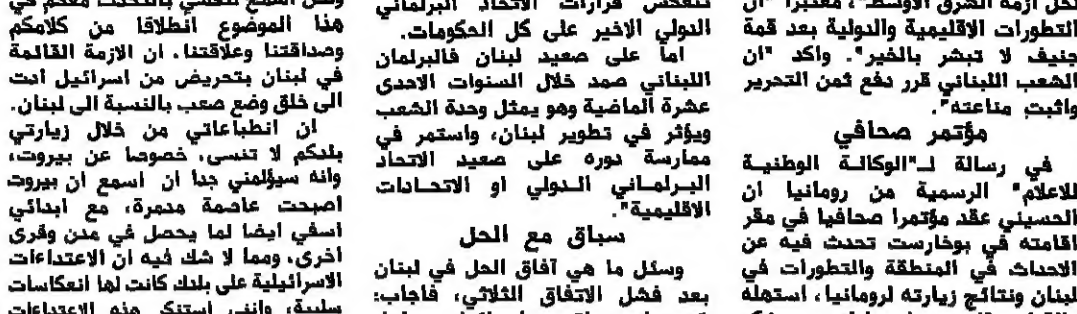 لحل ازمة الشرق الاوسط"، معتبرا "ان
التطورات الاقليمية والدولية بعد قمة
جنيف لا تبشر بالخير". واكد "ان
الشعب اللبناني قرر دفع ثمن التحرير
واثبت مناعته".
مؤتمر صحافي
في رسالة لـ"الوكالة الوطنية
للاعلام" الرسمية من رومانيا ان
الحسيني عقد مؤتمرا صحافيا في مقر
اقامته في بوخارست تحدث فيه عن
الاحداث في المنطقة والتطورات في
لبنان ونتائج زيارته لرومانيا، استهله
قرارات الاتحاد البرلماني
الدولي الاخير على كل الحكومات.
اما على صعيد لبنان فالبرلمان
اللبناني صمد خلال السنوات الاحدى
عشرة الماضية وهو يمثل وحدة الشعب
ويؤثر في تطوير لبنان، واستمر في
ممارسة دوره على صعيد الاتحاد
البرلماني الدولي او الاتحادات
الاقليمية".
سباق مع الحل
وسئل ما هي آفاق الحل في لبنان
بعد فشل الاتفاق الثلاثي، فاجاب:
لنفسي بالتحدث معكم في
هذا الموضوع انطلاقا من كلامكم
وصداقتنا وعلاقتنا. ان الازمة القائمة
في لبنان بتحريض من اسرائيل ادت
الى خلق وضع صعب بالنسبة الى لبنان.
ان انطباعاتي من خلال زيارتي
بلدكم لا تنسى، خصوصا عن بيروت،
وانه سيؤلمني جدا ان اسمع ان بيروت
اصبحت عاصمة مدمرة، مع ابدائي
اسفي ايضا لما يحصل في مدن وقرى
اخرى، ومما لا شك فيه ان الاعتداءات
الاسرائيلية على بلدك كانت لها انعكاسات
سلبية، وانني استنكر هذه الاعتداءات